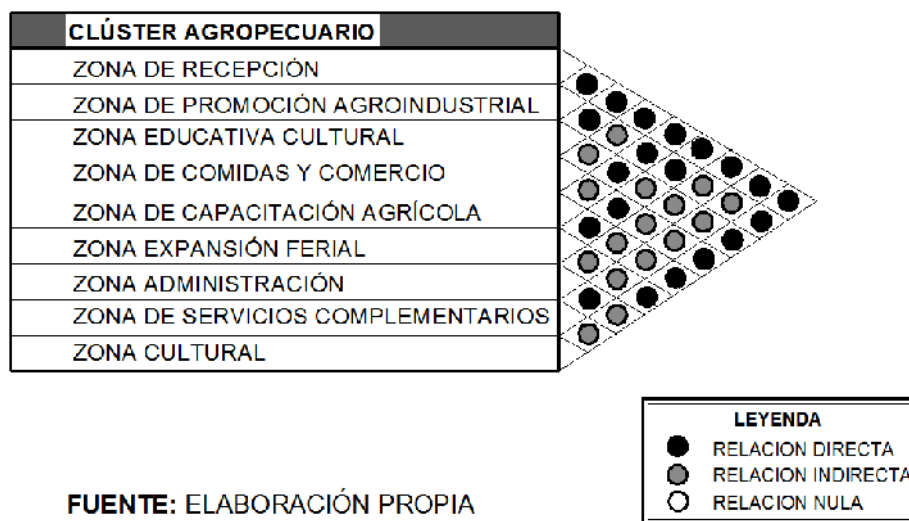 CLÚSTER AGROPECUARIO
ZONA DE RECEPCIÓN
ZONA DE PROMOCIÓN AGROINDUSTRIAL
ZONA EDUCATIVA CULTURAL
ZONA DE COMIDAS Y COMERCIO
ZONA DE CAPACITACIÓN AGRÍCOLA
ZONA EXPANSIÓN FERIAL
ZONA ADMINISTRACIÓN
ZONA DE SERVICIOS COMPLEMENTARIOS
ZONA CULTURAL
LEYENDA
RELACION DIRECTA
RELACION INDIRECTA
RELACION NULA
FUENTE: ELABORACIÓN PROPIA